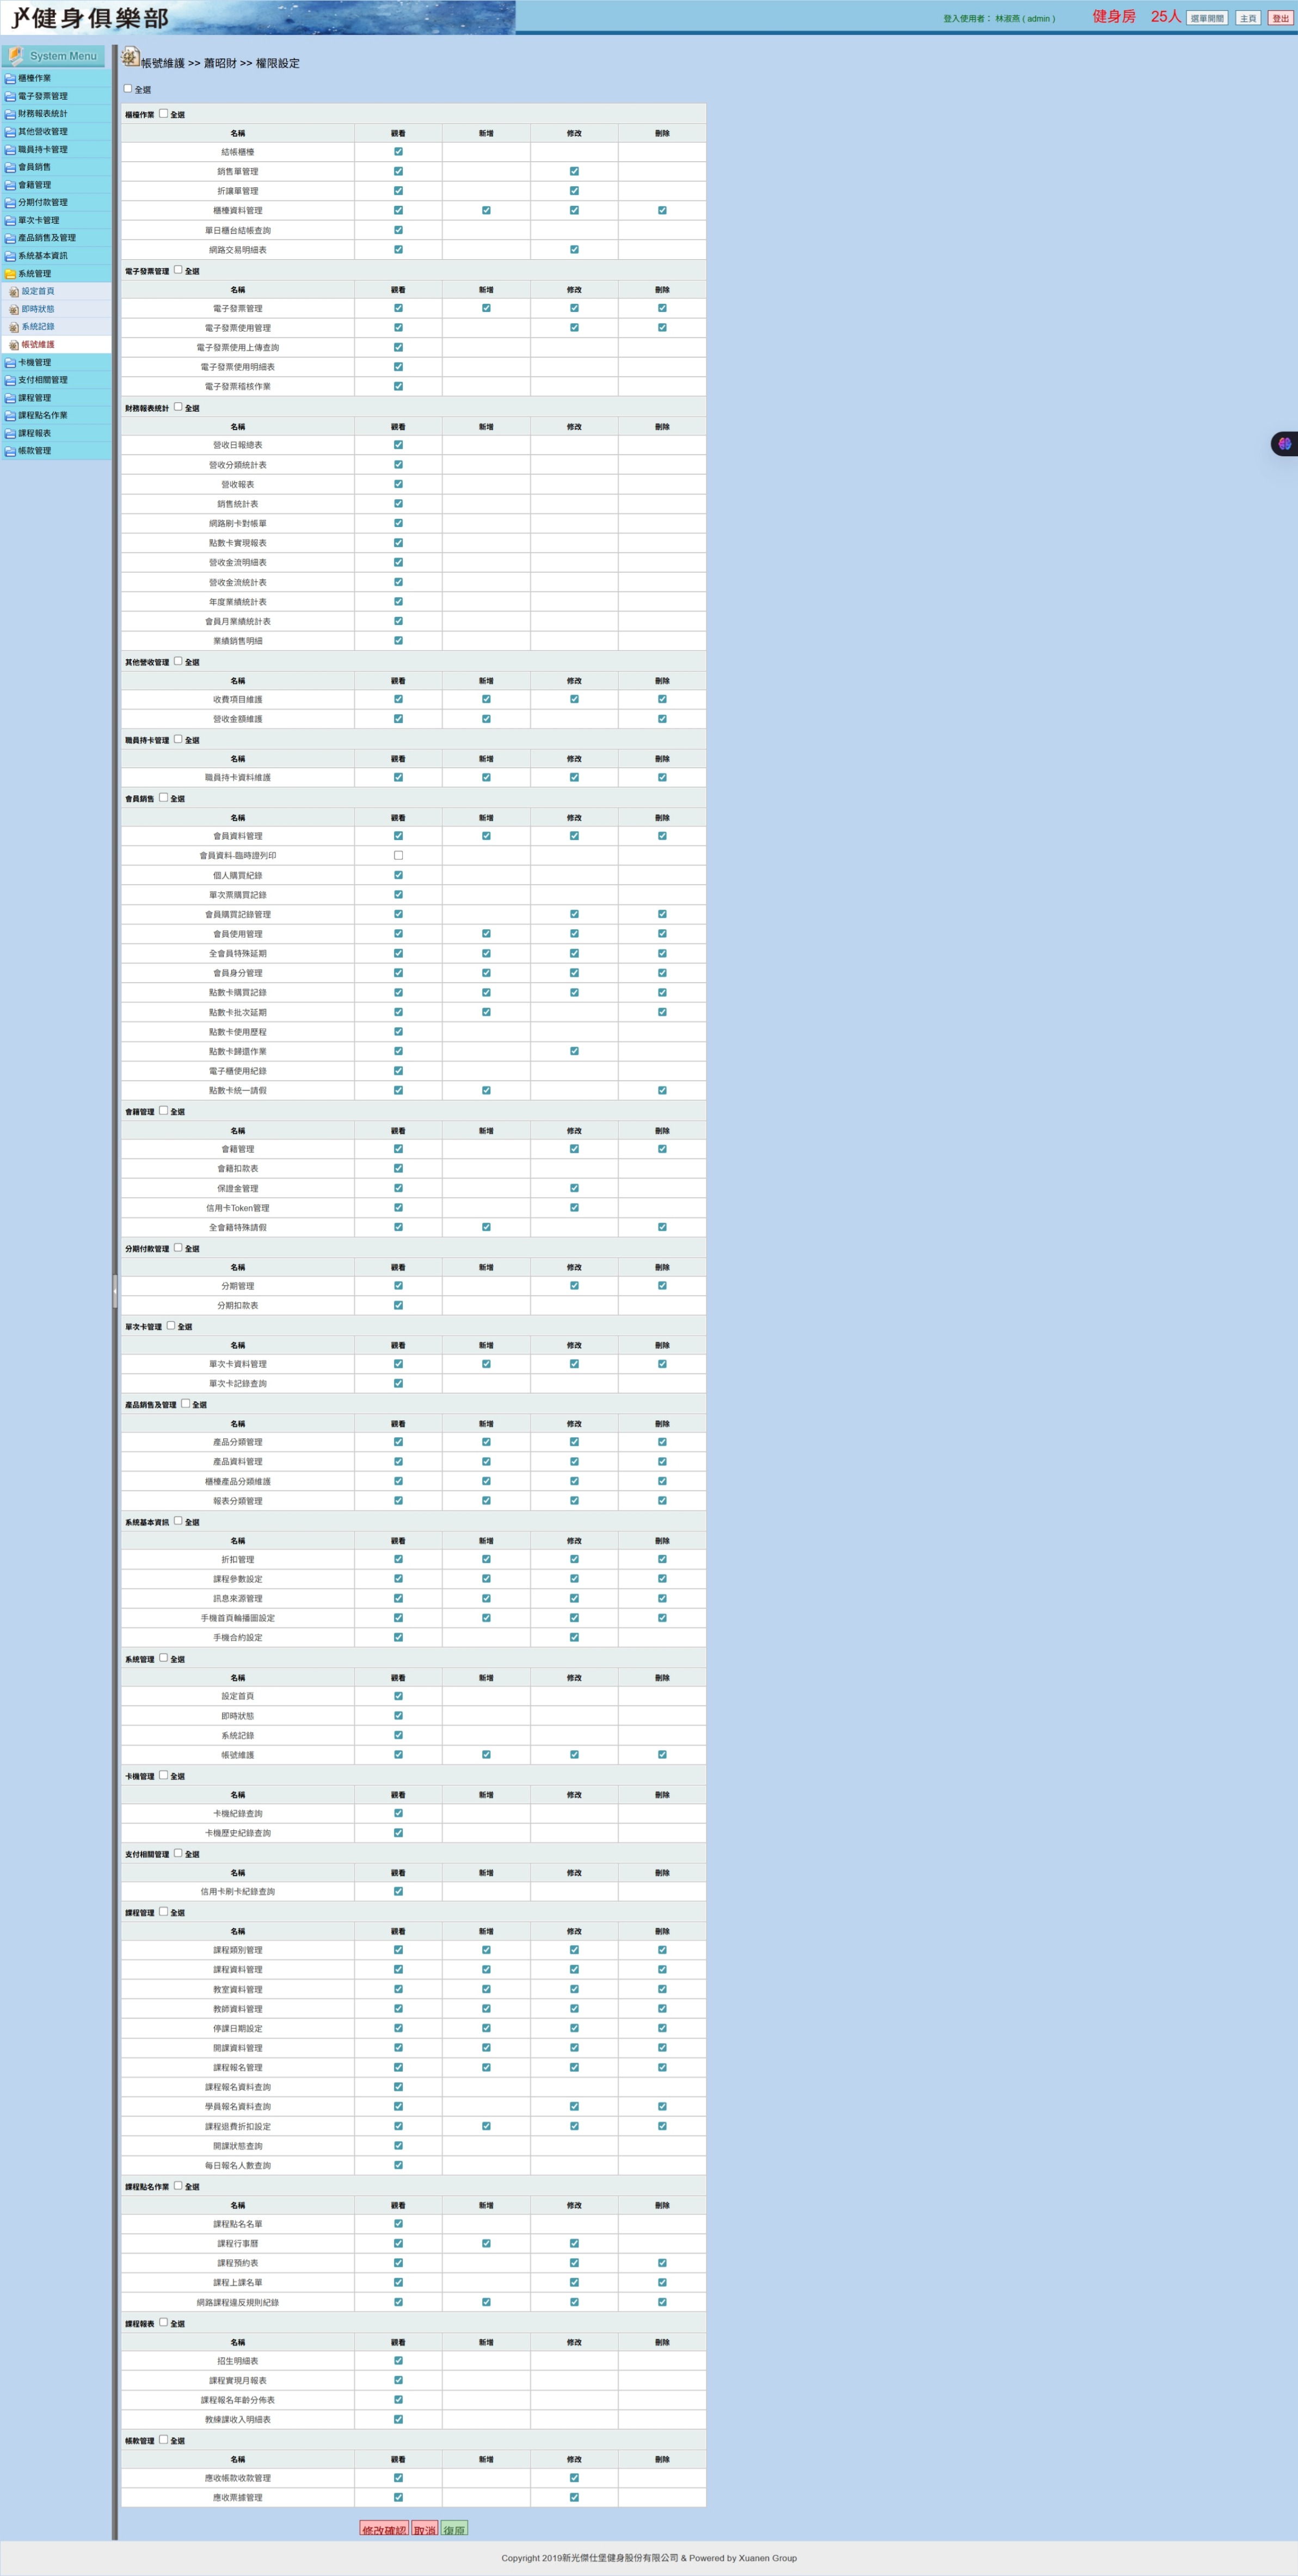 健身俱樂部
登入使用者： 林淑燕 ( admin )
健身房 25人
選單開關 主頁 登出
System Menu
櫃檯作業
電子發票管理
財務報表統計
其他營收管理
職員持卡管理
會員銷售
會籍管理
分期付款管理
單次卡管理
產品銷售及管理
系統基本資訊
系統管理
設定首頁
即時狀態
系統記錄
帳號維護
卡機管理
支付相關管理
課程管理
課程點名作業
課程報表
帳款管理
帳號維護 >> 蕭昭財 >> 權限設定
全選
櫃檯作業 全選
名稱 觀看 新增 修改 刪除
結帳櫃檯
銷售單管理
折讓單管理
櫃檯資料管理
單日櫃台結帳查詢
網路交易明細表
電子發票管理 全選
名稱 觀看 新增 修改 刪除
電子發票管理
電子發票使用管理
電子發票使用上傳查詢
電子發票使用明細表
電子發票稽核作業
財務報表統計 全選
名稱 觀看 新增 修改 刪除
營收日報總表
營收分類統計表
營收報表
銷售統計表
網路刷卡對帳單
點數卡實現報表
營收金流明細表
營收金流統計表
年度業績統計表
會員月業績統計表
業績銷售明細
其他營收管理 全選
名稱 觀看 新增 修改 刪除
收費項目維護
營收金額維護
職員持卡管理 全選
名稱 觀看 新增 修改 刪除
職員持卡資料維護
會員銷售 全選
名稱 觀看 新增 修改 刪除
會員資料管理
會員資料-臨時證列印
個人購買紀錄
單次票購買記錄
會員購買記錄管理
會員使用管理
全會員特殊延期
會員身分管理
點數卡購買記錄
點數卡批次延期
點數卡使用歷程
點數卡歸還作業
電子櫃使用紀錄
點數卡統一請假
會籍管理 全選
名稱 觀看 新增 修改 刪除
會籍管理
會籍扣款表
保證金管理
信用卡Token管理
全會籍特殊請假
分期付款管理 全選
名稱 觀看 新增 修改 刪除
分期管理
分期扣款表
單次卡管理 全選
名稱 觀看 新增 修改 刪除
單次卡資料管理
單次卡記錄查詢
產品銷售及管理 全選
名稱 觀看 新增 修改 刪除
產品分類管理
產品資料管理
櫃檯產品分類維護
報表分類管理
系統基本資訊 全選
名稱 觀看 新增 修改 刪除
折扣管理
課程參數設定
訊息來源管理
手機首頁輪播圖設定
手機合約設定
系統管理 全選
名稱 觀看 新增 修改 刪除
設定首頁
即時狀態
系統記錄
帳號維護
卡機管理 全選
名稱 觀看 新增 修改 刪除
卡機紀錄查詢
卡機歷史紀錄查詢
支付相關管理 全選
名稱 觀看 新增 修改 刪除
信用卡刷卡紀錄查詢
課程管理 全選
名稱 觀看 新增 修改 刪除
課程類別管理
課程資料管理
教室資料管理
教師資料管理
停課日期設定
開課資料管理
課程報名管理
課程報名資料查詢
學員報名資料查詢
課程退費折扣設定
開課狀態查詢
每日報名人數查詢
課程點名作業 全選
名稱 觀看 新增 修改 刪除
課程點名名單
課程行事曆
課程預約表
課程上課名單
網路課程違反規則紀錄
課程報表 全選
名稱 觀看 新增 修改 刪除
招生明細表
課程實現月報表
課程報名年齡分佈表
教練課收入明細表
帳款管理 全選
名稱 觀看 新增 修改 刪除
應收帳款收款管理
應收票據管理
修改確認 取消 復原
Copyright 2019新光傑仕堡健身股份有限公司 & Powered by Xuanen Group